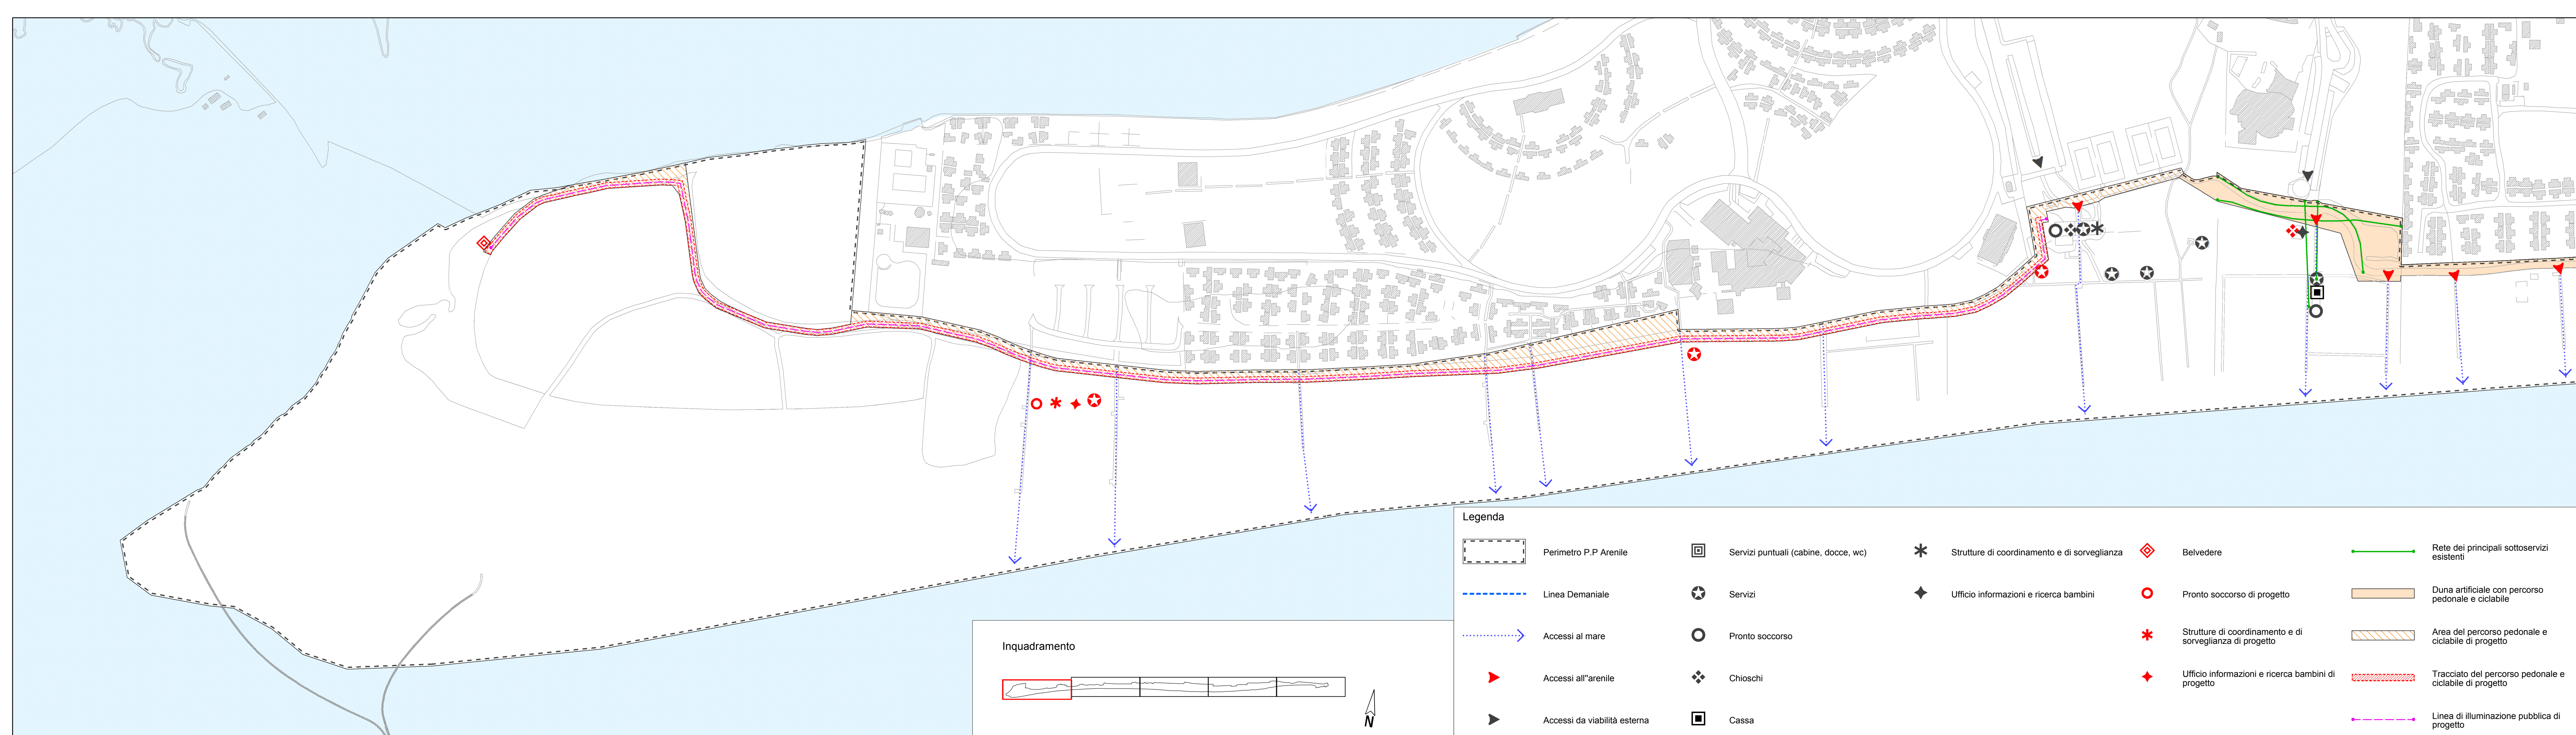 Legenda
Perimetro P.P Arenile
Linea Demaniale
Accessi al mare
Accessi all"arenile
Accessi da viabilità esterna
Servizi puntuali (cabine, docce, wc)
Servizi
Pronto soccorso
Chioschi
Cassa
Strutture di coordinamento e di sorveglianza
Ufficio informazioni e ricerca bambini
Belvedere
Pronto soccorso di progetto
Strutture di coordinamento e di
sorveglianza di progetto
Ufficio informazioni e ricerca bambini di
progetto
Rete dei principali sottoservizi
esistenti
Duna artificiale con percorso
pedonale e ciclabile
Area del percorso pedonale e
ciclabile di progetto
Tracciato del percorso pedonale e
ciclabile di progetto
Linea di illuminazione pubblica di
progetto
Inquadramento
N